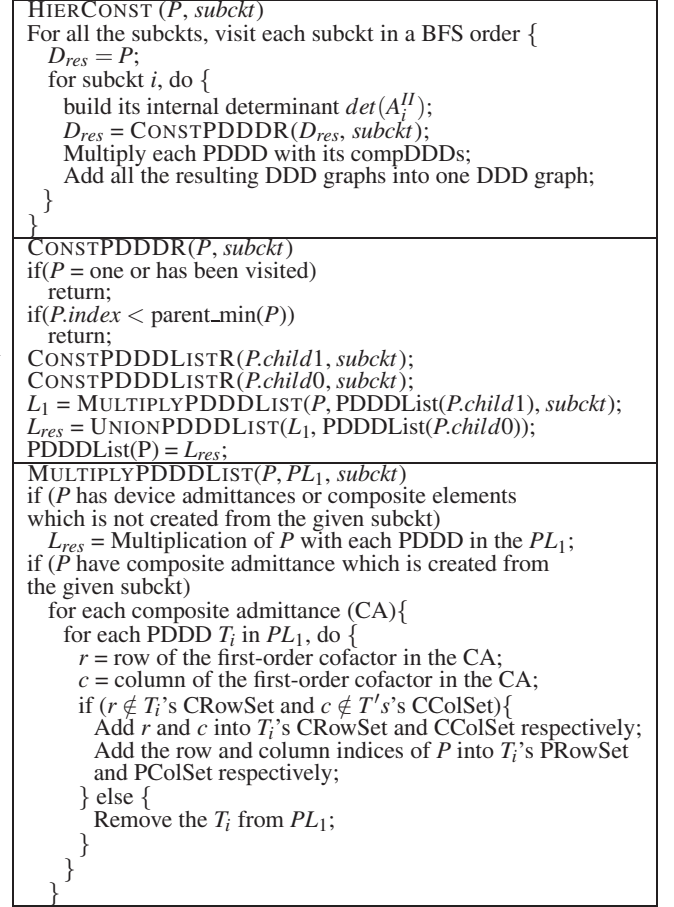 HIERCONST (P, subckt)
For all the subckts, visit each subckt in a BFS order {
D_res = P;
for subckt i, do {
build its internal determinant det(A_i^{II});
D_res = CONSTPDDDR(D_res, subckt);
Multiply each PDDD with its compDDDs;
Add all the resulting DDD graphs into one DDD graph;
}
}
CONSTPDDDR(P, subckt)
if(P = one or has been visited)
return;
if(P.index < parent_min(P))
return;
CONSTPDDDLISTR(P.child1, subckt);
CONSTPDDDLISTR(P.child0, subckt);
L_1 = MULTIPLYPDDDLIST(P, PDDDList(P.child1), subckt);
L_res = UNIONPDDDLIST(L_1, PDDDList(P.child0));
PDDDList(P) = L_res;
MULTIPLYPDDDLIST(P, PL_1, subckt)
if (P has device admittances or composite elements
which is not created from the given subckt)
L_res = Multiplication of P with each PDDD in the PL_1;
if (P have composite admittance which is created from
the given subckt)
for each composite admittance (CA){
for each PDDD T_i in PL_1, do {
r = row of the first-order cofactor in the CA;
c = column of the first-order cofactor in the CA;
if (r ∉ T_i's CRowSet and c ∉ T's's CColSet){
Add r and c into T_i's CRowSet and CColSet respectively;
Add the row and column indices of P into T_i's PRowSet
and PColSet respectively;
} else {
Remove the T_i from PL_1;
}
}
}